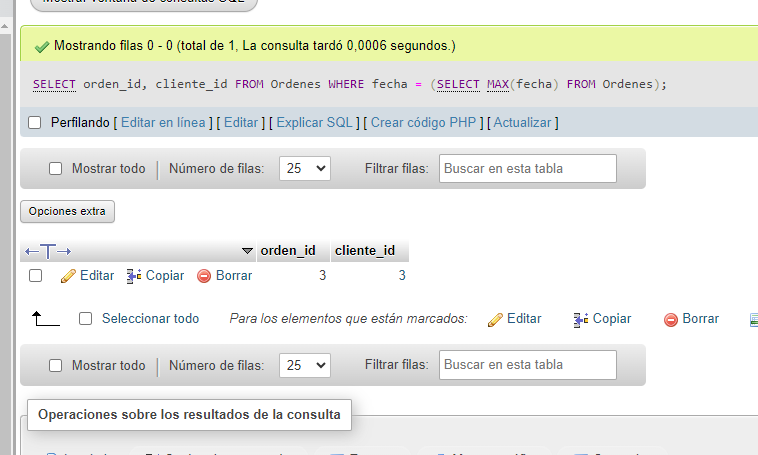 Mostrar ventana de consultas SQL
Mostrando filas 0 - 0 (total de 1, La consulta tardó 0,0006 segundos.)
SELECT orden_id, cliente_id FROM Ordenes WHERE fecha = (SELECT MAX(fecha) FROM Ordenes);
Perfilando [ Editar en línea ] [ Editar ] [ Explicar SQL ] [ Crear código PHP ] [ Actualizar ]
Mostrar todo Número de filas: 25 Filtrar filas: Buscar en esta tabla
Opciones extra
orden_id cliente_id
Editar Copiar Borrar 3 3
Seleccionar todo Para los elementos que están marcados: Editar Copiar Borrar
Mostrar todo Número de filas: 25 Filtrar filas: Buscar en esta tabla
Operaciones sobre los resultados de la consulta